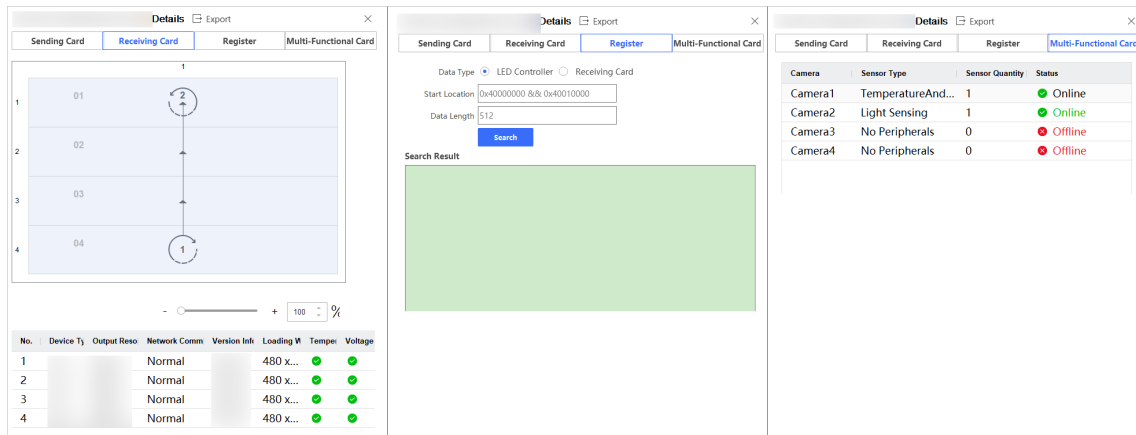 Details Export
Sending Card Receiving Card Register Multi-Functional Card
1
1 01 2
2 02
3 03
4 04 1
- + 100 %
No. Device Ty Output Reso Network Comm Version Info Loading W Temper Voltage
1 Normal 480 x...
2 Normal 480 x...
3 Normal 480 x...
4 Normal 480 x...
Details Export
Sending Card Receiving Card Register Multi-Functional Card
Data Type LED Controller Receiving Card
Start Location 0x40000000 && 0x40010000
Data Length 512
Search
Search Result
Details Export
Sending Card Receiving Card Register Multi-Functional Card
Camera Sensor Type Sensor Quantity Status
Camera1 TemperatureAnd... 1 Online
Camera2 Light Sensing 1 Online
Camera3 No Peripherals 0 Offline
Camera4 No Peripherals 0 Offline